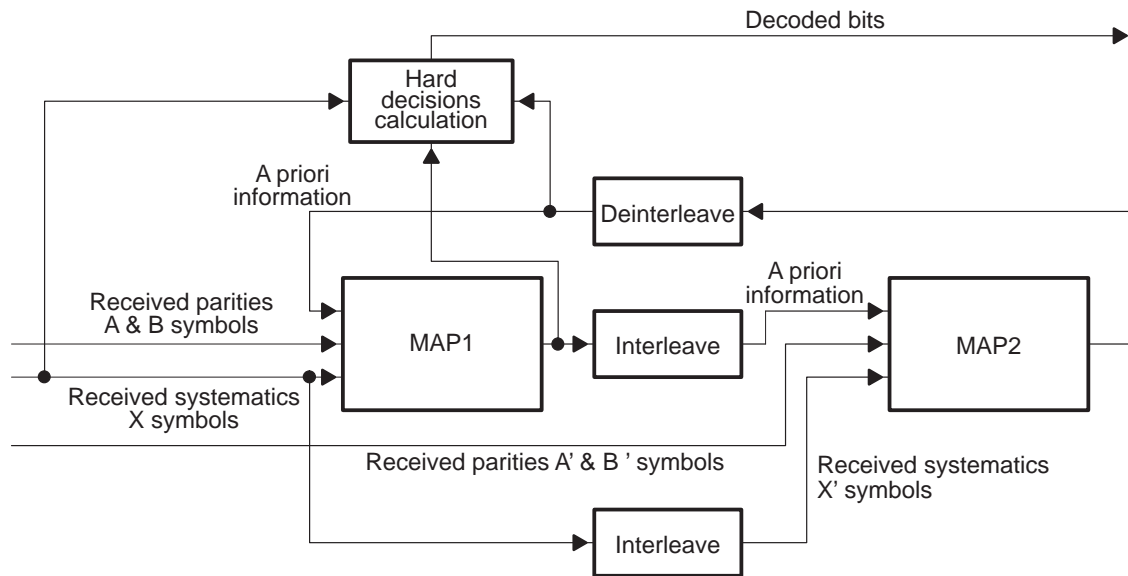 Decoded bits
Hard
decisions
calculation
A priori
information
Deinterleave
A priori
information
Received parities
A & B symbols
MAP1
Interleave
MAP2
Received systematics
X symbols
Received parities A' & B ' symbols
Received systematics
X' symbols
Interleave